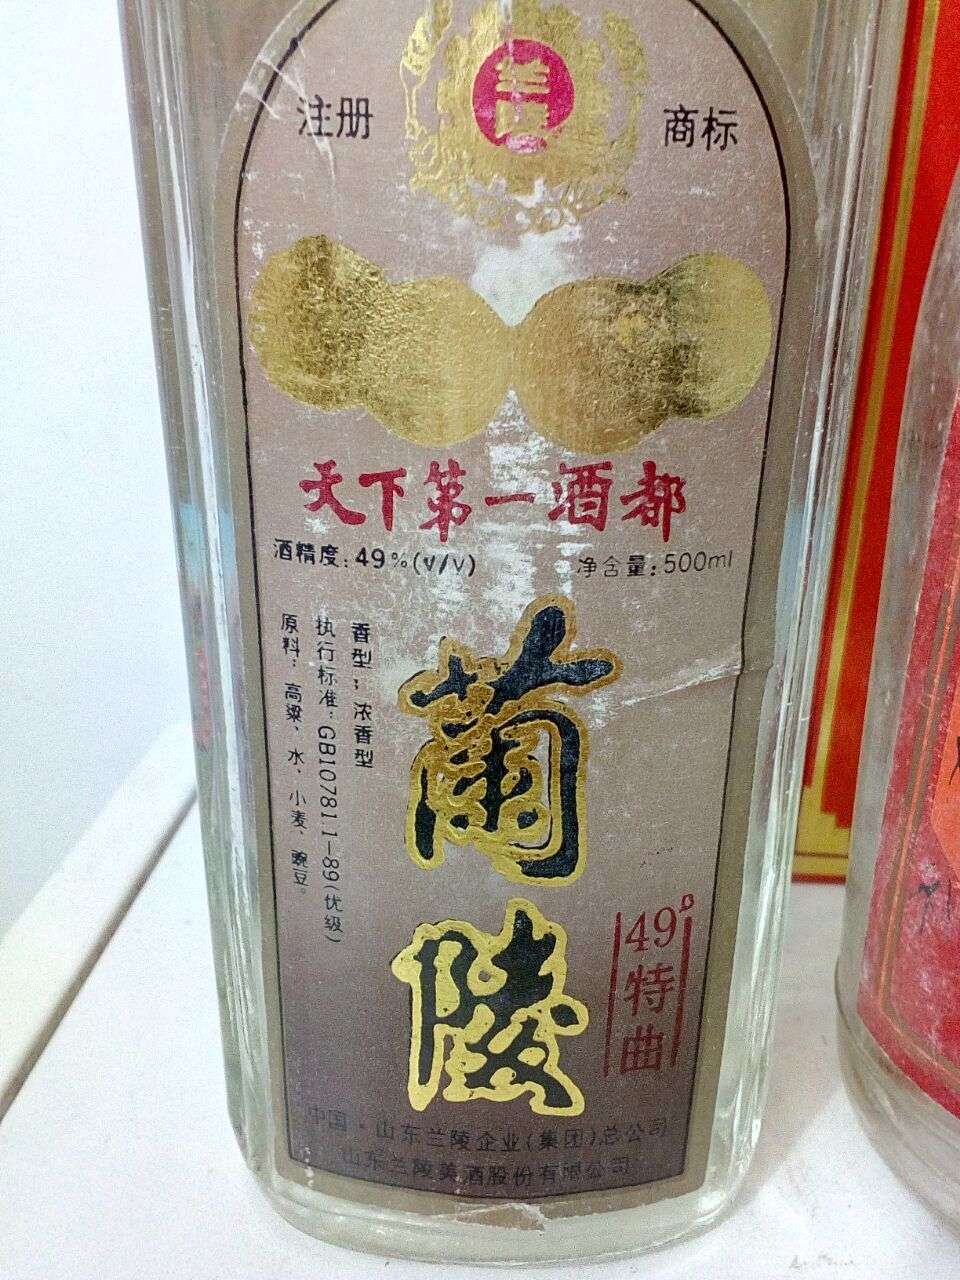 兰陵
注册 商标
天下第一酒都
酒精度:49%(v/v) 净含量:500ml
香型:浓香型
执行标准:GB10781.1-89(优级)
原料:高粱、水、小麦、豌豆。
蘭陵
49°特曲
中国·山东兰陵企业(集团)总公司
山东兰陵美酒股份有限公司